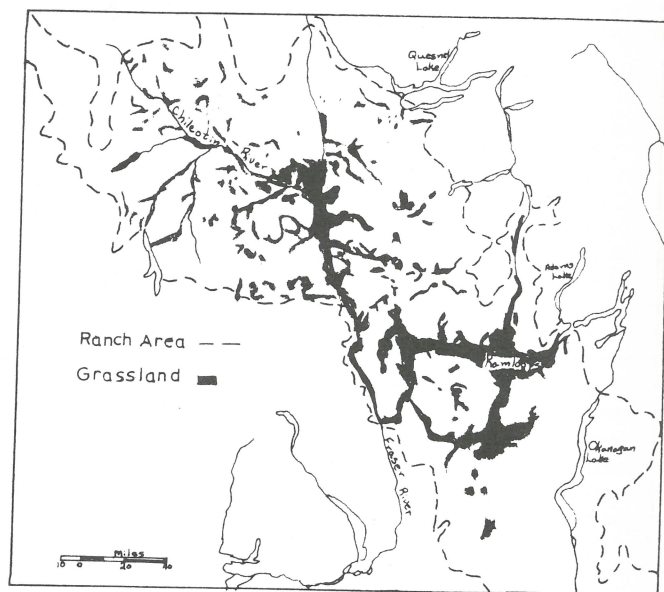 Quesnel
Lake
Chilcotin
River
Adams
Lake
Ranch Area
Kamloops
Grassland
Okanagan
Lake
Fraser River
Miles
10 0 20 40